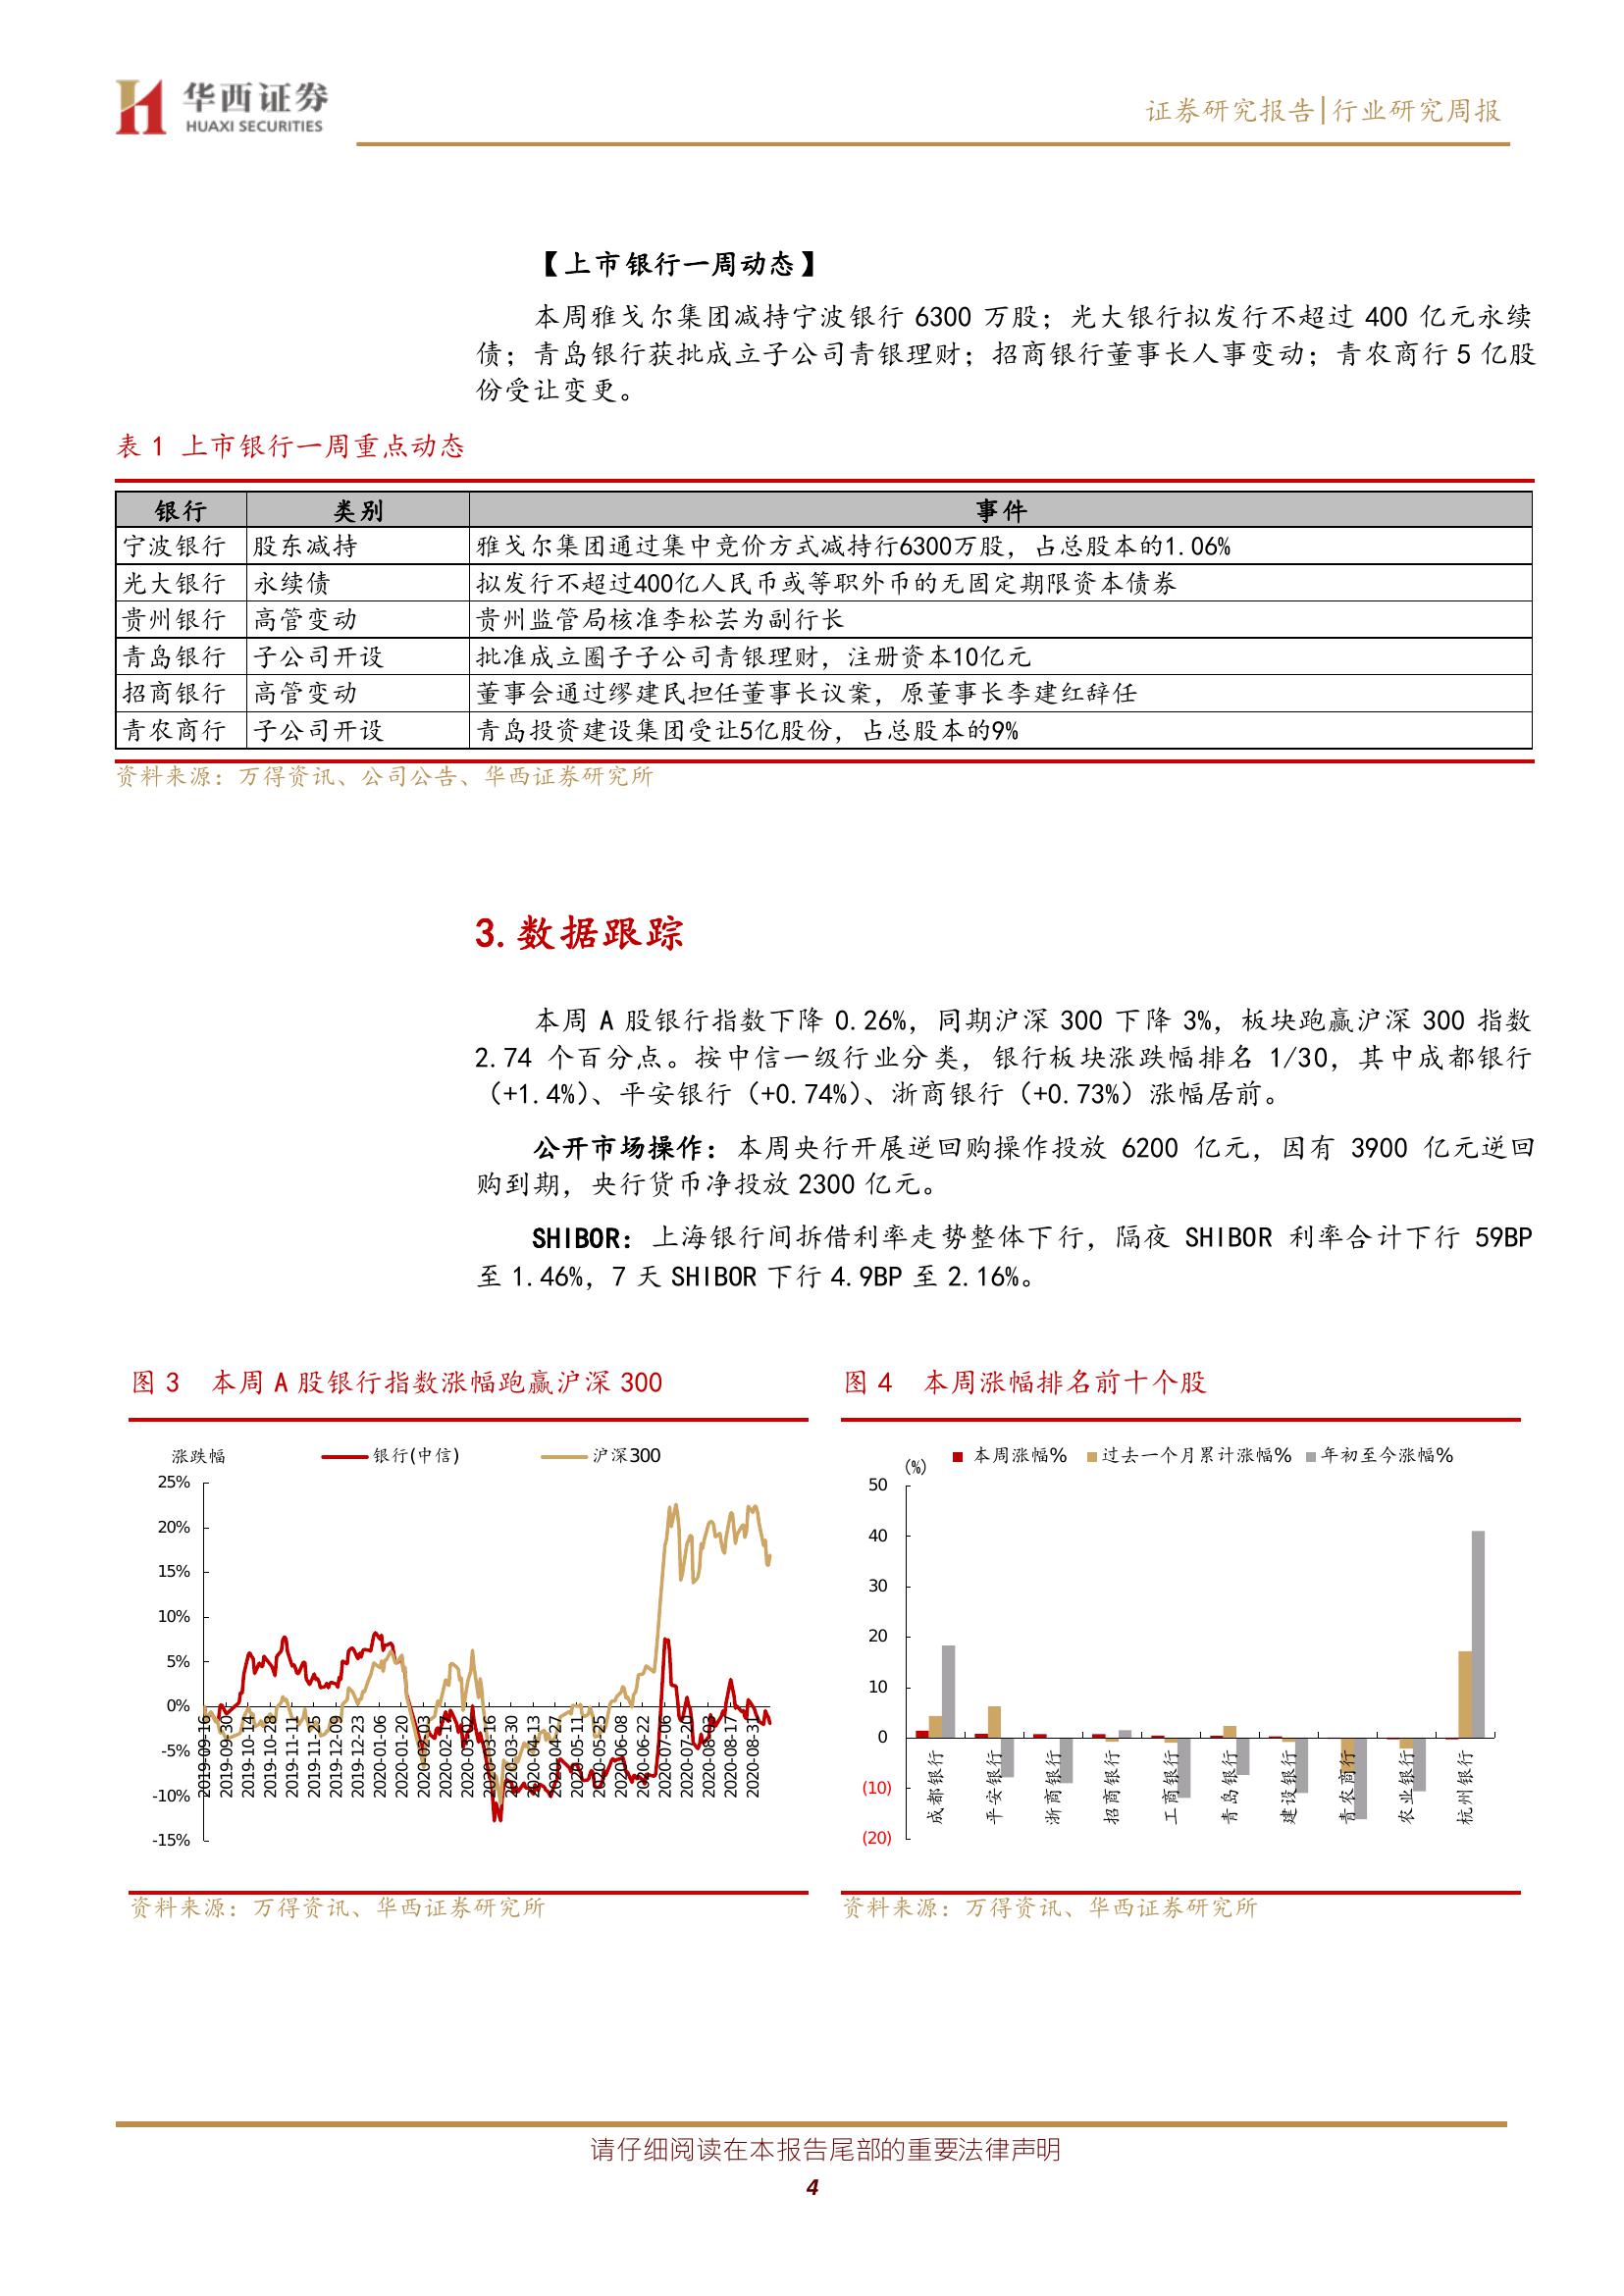 华西证券
HUAXI SECURITIES
证券研究报告|行业研究周报
【上市银行一周动态】
本周雅戈尔集团减持宁波银行 6300 万股；光大银行拟发行不超过 400 亿元永续
债；青岛银行获批成立子公司青银理财；招商银行董事长人事变动；青农商行 5 亿股
份受让变更。
表 1 上市银行一周重点动态
银行 类别 事件
宁波银行 股东减持 雅戈尔集团通过集中竞价方式减持行6300万股，占总股本的1.06%
光大银行 永续债 拟发行不超过400亿人民币或等职外币的无固定期限资本债券
贵州银行 高管变动 贵州监管局核准李松芸为副行长
青岛银行 子公司开设 批准成立圈子子公司青银理财，注册资本10亿元
招商银行 高管变动 董事会通过缪建民担任董事长议案，原董事长李建红辞任
青农商行 子公司开设 青岛投资建设集团受让5亿股份，占总股本的9%
资料来源：万得资讯、公司公告、华西证券研究所
3.数据跟踪
本周 A 股银行指数下降 0.26%，同期沪深 300 下降 3%，板块跑赢沪深 300 指数
2.74 个百分点。按中信一级行业分类，银行板块涨跌幅排名 1/30，其中成都银行
（+1.4%）、平安银行（+0.74%）、浙商银行（+0.73%）涨幅居前。
公开市场操作：本周央行开展逆回购操作投放 6200 亿元，因有 3900 亿元逆回
购到期，央行货币净投放 2300 亿元。
SHIBOR：上海银行间拆借利率走势整体下行，隔夜 SHIBOR 利率合计下行 59BP
至 1.46%，7 天 SHIBOR 下行 4.9BP 至 2.16%。
图 3 本周 A 股银行指数涨幅跑赢沪深 300
涨跌幅 银行(中信) 沪深300
25%
20%
15%
10%
5%
0%
-5%
-10%
-15%
2019-09-16
2019-09-30
2019-10-14
2019-10-28
2019-11-11
2019-11-25
2019-12-09
2019-12-23
2020-01-06
2020-01-20
2020-02-03
2020-02-17
2020-03-02
2020-03-16
2020-03-30
2020-04-13
2020-04-27
2020-05-11
2020-05-25
2020-06-08
2020-06-22
2020-07-06
2020-07-20
2020-08-03
2020-08-17
2020-08-31
资料来源：万得资讯、华西证券研究所
图 4 本周涨幅排名前十个股
(%) 本周涨幅% 过去一个月累计涨幅% 年初至今涨幅%
50
40
30
20
10
0
(10)
(20)
成都银行
平安银行
浙商银行
招商银行
工商银行
青岛银行
建设银行
青农商行
农业银行
杭州银行
资料来源：万得资讯、华西证券研究所
请仔细阅读在本报告尾部的重要法律声明
4